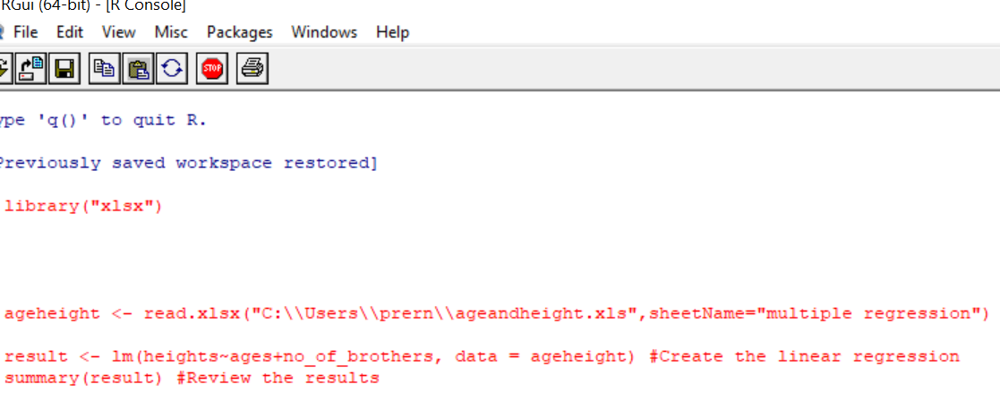 RGui (64-bit) - [R Console]
File Edit View Misc Packages Windows Help
STOP
ype 'q()' to quit R.
Previously saved workspace restored]
library("xlsx")
ageheight <- read.xlsx("C:\\Users\\prern\\ageandheight.xls",sheetName="multiple regression")
result <- lm(heights~ages+no_of_brothers, data = ageheight) #Create the linear regression
summary(result) #Review the results